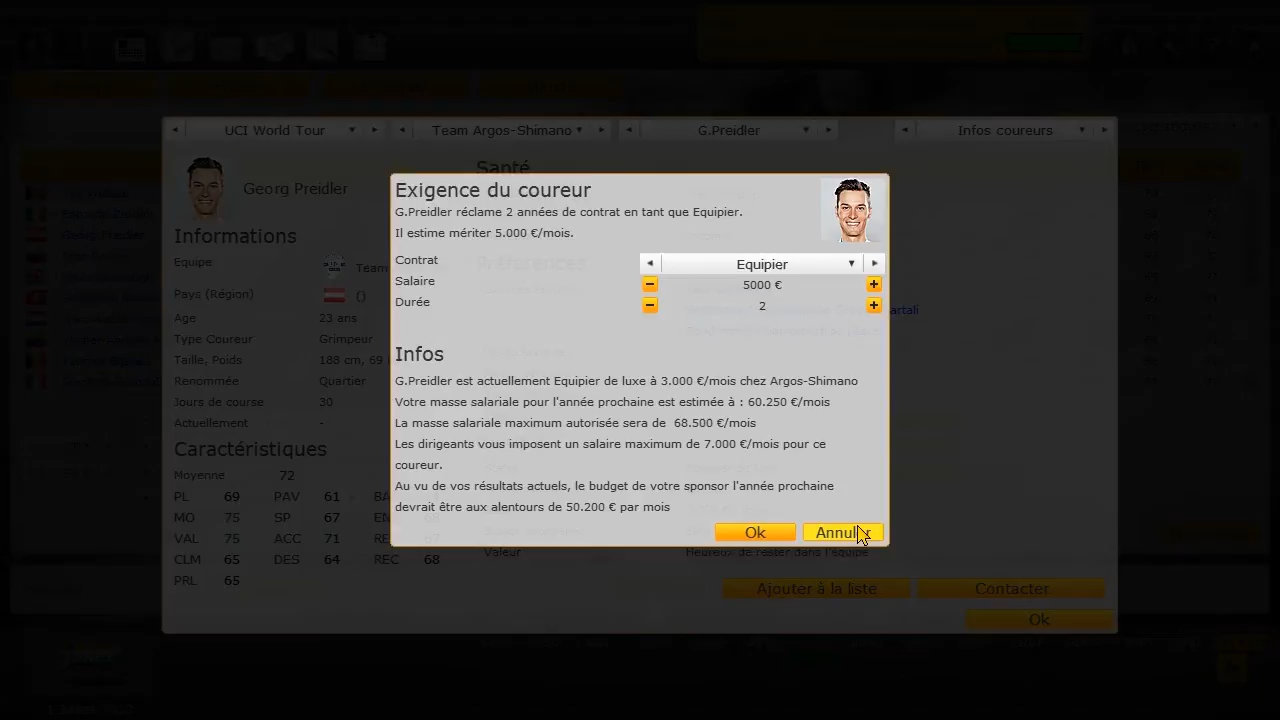 UCI World Tour
Team Argos-Shimano
G.Preidler
Infos coureurs
Georg Preidler
Santé
Informations
Equipe
Team
Pays (Région)
()
Age
23 ans
Type Coureur
Grimpeur
Taille, Poids
188 cm, 69
Renommée
Quartier
Jours de course
30
Actuellement
-
Caractéristiques
Moyenne
72
PL 69 PAV 61
MO 75 SP 67
VAL 75 ACC 71
CLM 65 DES 64 REC 68
PRL 65
Exigence du coureur
G.Preidler réclame 2 années de contrat en tant que Equipier.
Il estime mériter 5.000 €/mois.
Contrat
Equipier
Salaire
5000 €
Durée
2
Infos
G.Preidler est actuellement Equipier de luxe à 3.000 €/mois chez Argos-Shimano
Votre masse salariale pour l'année prochaine est estimée à : 60.250 €/mois
La masse salariale maximum autorisée sera de 68.500 €/mois
Les dirigeants vous imposent un salaire maximum de 7.000 €/mois pour ce
coureur.
Au vu de vos résultats actuels, le budget de votre sponsor l'année prochaine
devrait être aux alentours de 50.200 € par mois
Ok
Annuler
Valeur
Heureux de rester dans l'équipe
Ajouter à la liste
Contacter
Ok